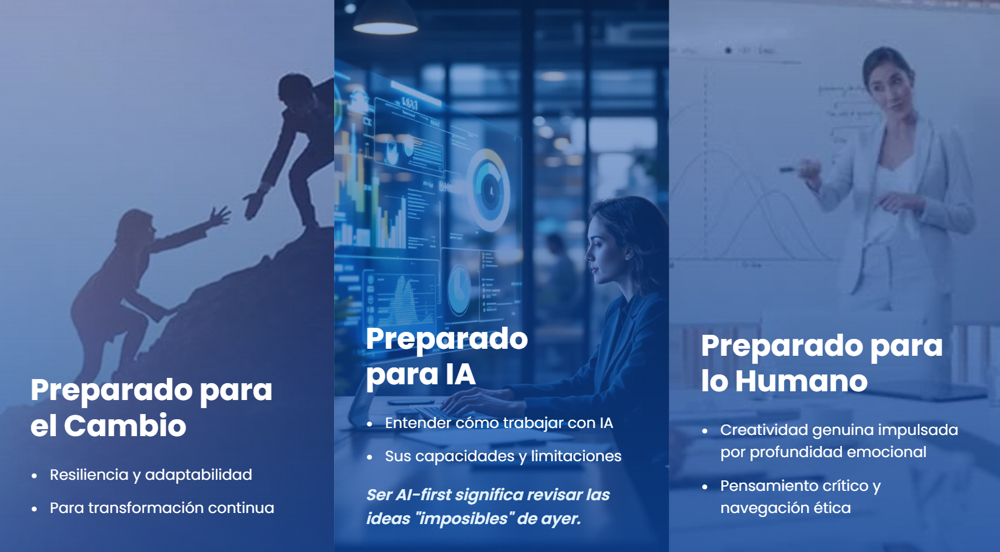 Preparado para
el Cambio
• Resiliencia y adaptabilidad
• Para transformación continua
Preparado
para IA
• Entender cómo trabajar con IA
• Sus capacidades y limitaciones
Ser AI-first significa revisar las
ideas "imposibles" de ayer.
Preparado para
lo Humano
• Creatividad genuina impulsada
por profundidad emocional
• Pensamiento crítico y
navegación ética